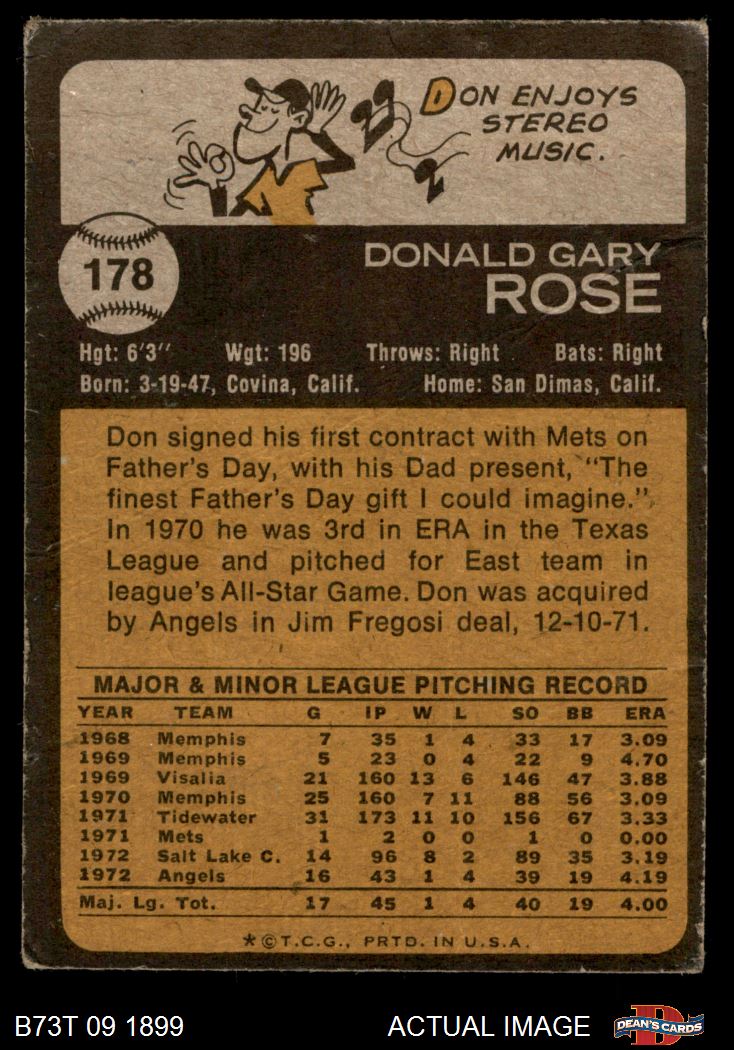 DON ENJOYS
STEREO
MUSIC.
178
DONALD GARY
ROSE
Hgt: 6'3" Wgt: 196 Throws: Right Bats: Right
Born: 3-19-47, Covina, Calif. Home: San Dimas, Calif.
Don signed his first contract with Mets on
Father's Day, with his Dad present, "The
finest Father's Day gift I could imagine."
In 1970 he was 3rd in ERA in the Texas
League and pitched for East team in
league's All-Star Game. Don was acquired
by Angels in Jim Fregosi deal, 12-10-71.
MAJOR & MINOR LEAGUE PITCHING RECORD
YEAR TEAM G IP W L SO BB ERA
1968 Memphis 7 35 1 4 33 17 3.09
1969 Memphis 5 23 0 4 22 9 4.70
1969 Visalia 21 160 13 6 146 47 3.88
1970 Memphis 25 160 7 11 88 56 3.09
1971 Tidewater 31 173 11 10 156 67 3.33
1971 Mets 1 2 0 0 1 0 0.00
1972 Salt Lake C. 14 96 8 2 89 35 3.19
1972 Angels 16 43 1 4 39 19 4.19
Maj. Lg. Tot. 17 45 1 4 40 19 4.00
*©T.C.G., PRTD. IN U.S.A.
B73T 09 1899 ACTUAL IMAGE
D
DEAN'S CARDS